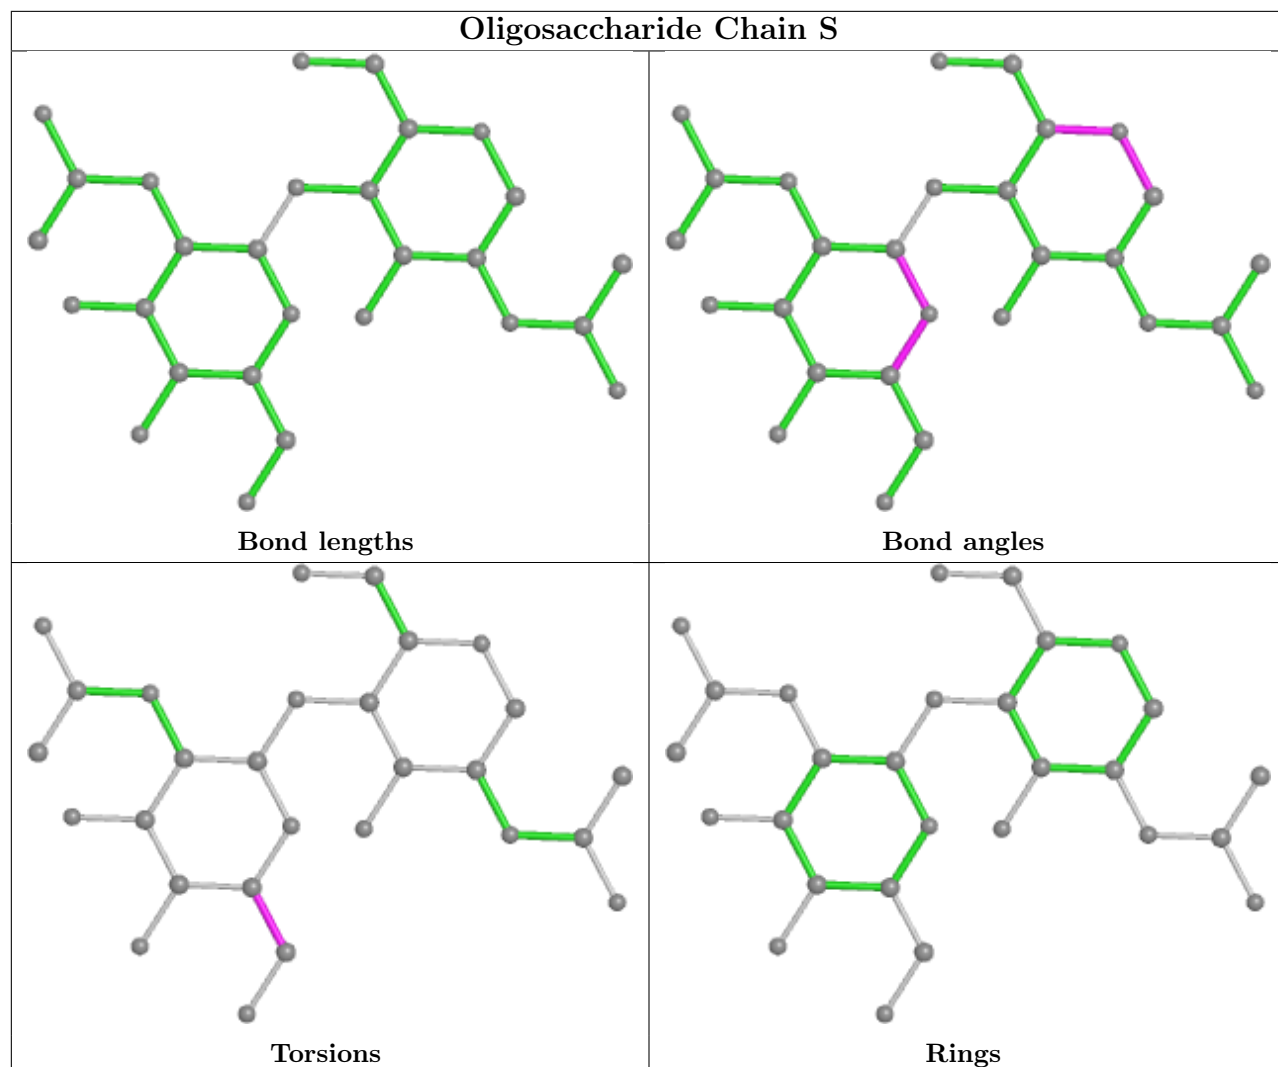 Oligosaccharide Chain S
Bond lengths
Bond angles
Torsions
Rings